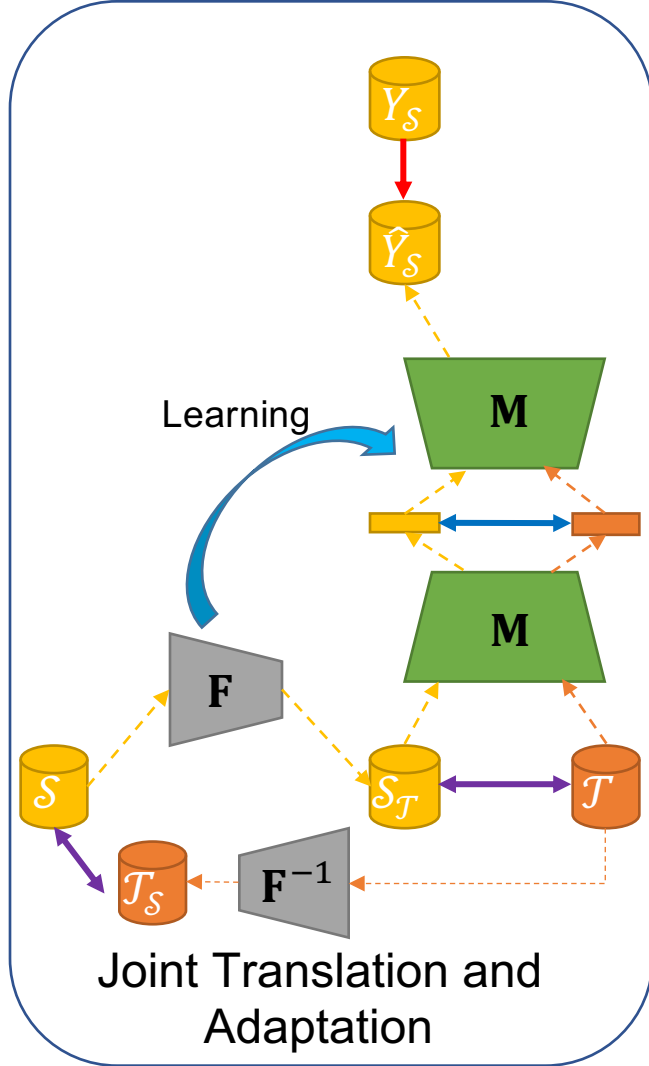 Y_𝒮
Ŷ_𝒮
M
Learning
M
F
𝒮
𝒮_𝒯
𝒯
𝒯_𝒮
F⁻¹
Joint Translation and
Adaptation